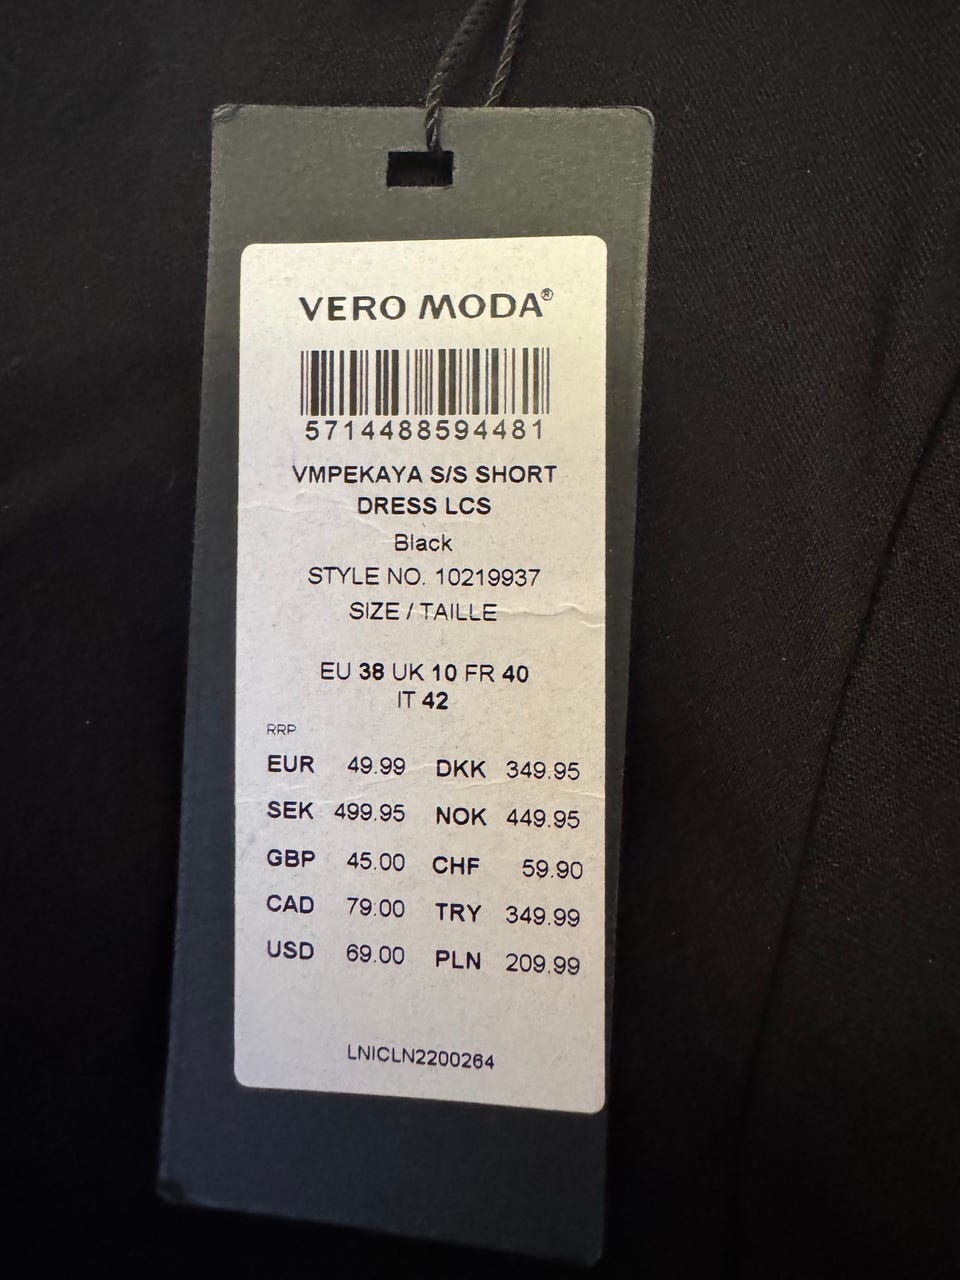 VERO MODA®
5714488594481
VMPEKAYA S/S SHORT
DRESS LCS
Black
STYLE NO. 10219937
SIZE / TAILLE
EU 38 UK 10 FR 40
IT 42
RRP
EUR 49.99 DKK 349.95
SEK 499.95 NOK 449.95
GBP 45.00 CHF 59.90
CAD 79.00 TRY 349.99
USD 69.00 PLN 209.99
LNICLN2200264